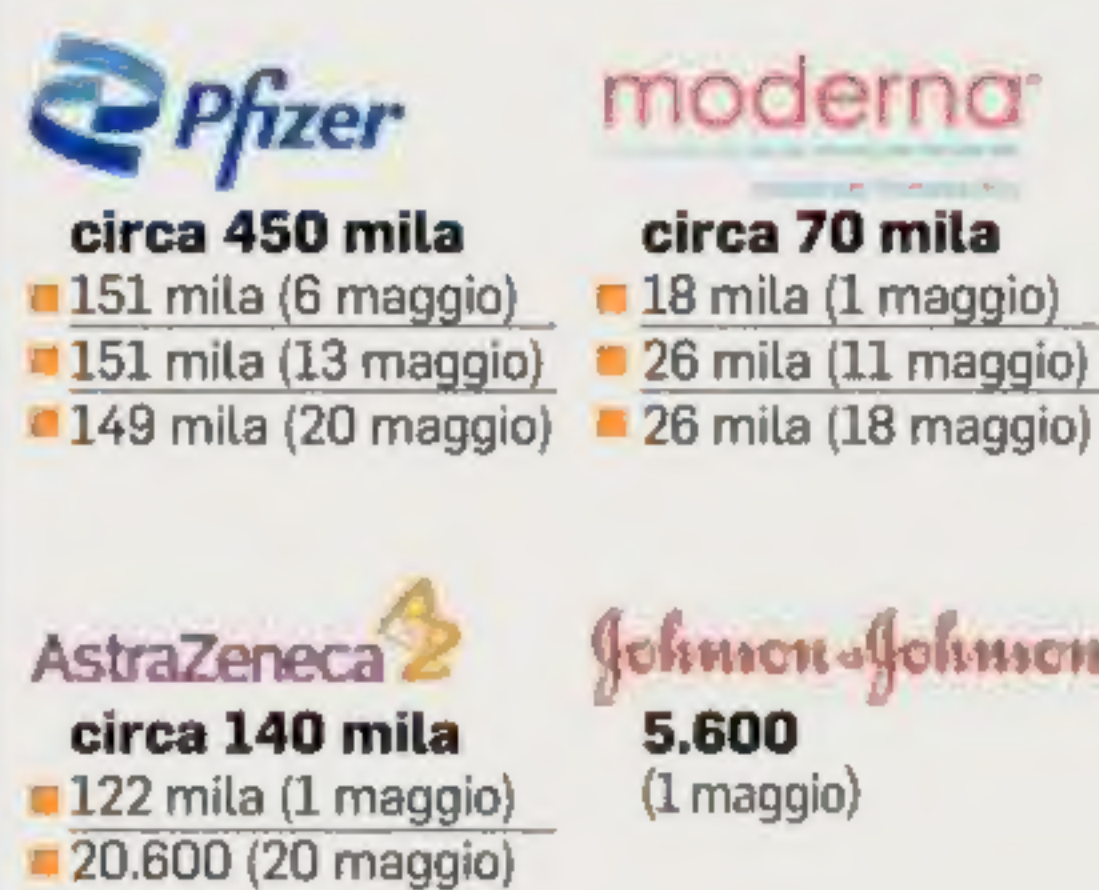 Pfizer
circa 450 mila
151 mila (6 maggio)
151 mila (13 maggio)
149 mila (20 maggio)
moderna
circa 70 mila
18 mila (1 maggio)
26 mila (11 maggio)
26 mila (18 maggio)
AstraZeneca
circa 140 mila
122 mila (1 maggio)
20.600 (20 maggio)
Johnson&Johnson
5.600
(1 maggio)